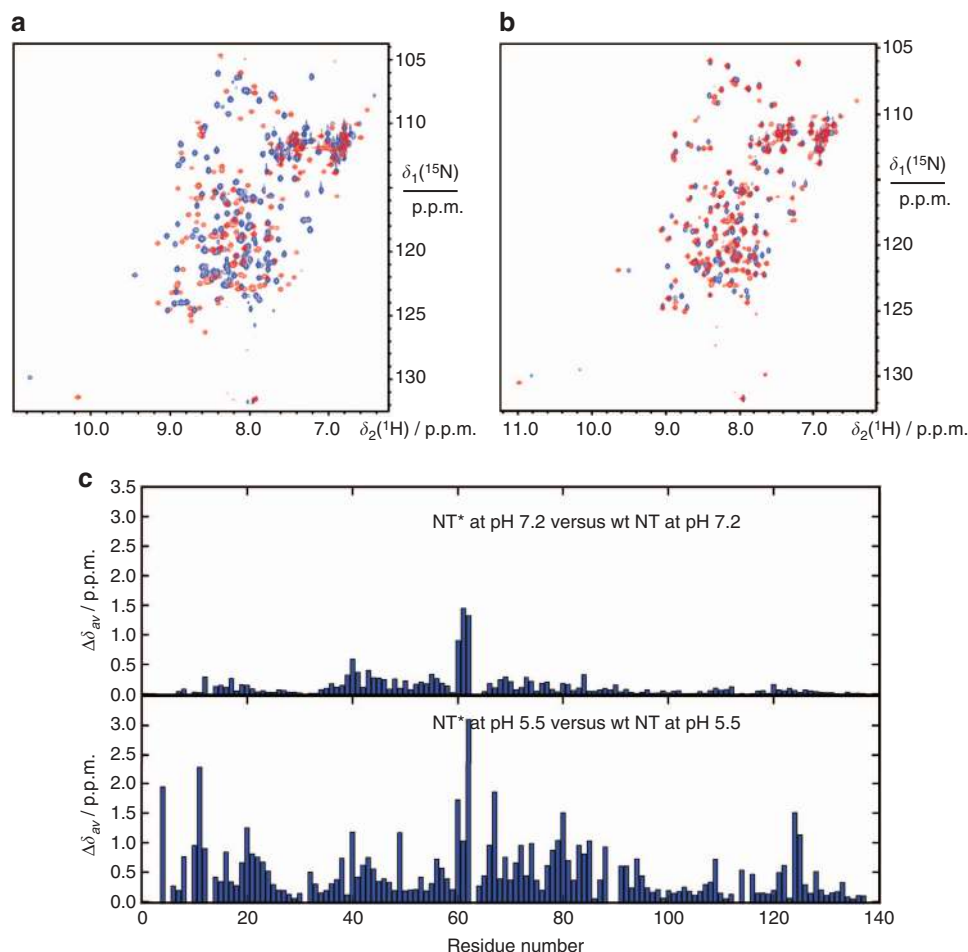 a
b
105
110
δ1(15N)
p.p.m.
115
120
125
130
10.0 9.0 8.0 7.0 δ2(1H) / p.p.m.
105
110
δ1(15N)
p.p.m.
115
120
125
130
11.0 10.0 9.0 8.0 7.0 δ2(1H) / p.p.m.
c
3.5
3.0
2.5
2.0
1.5
1.0
0.5
0.0
Δδav / p.p.m.
NT* at pH 7.2 versus wt NT at pH 7.2
3.0
2.5
2.0
1.5
1.0
0.5
0.0
Δδav / p.p.m.
NT* at pH 5.5 versus wt NT at pH 5.5
0 20 40 60 80 100 120 140
Residue number